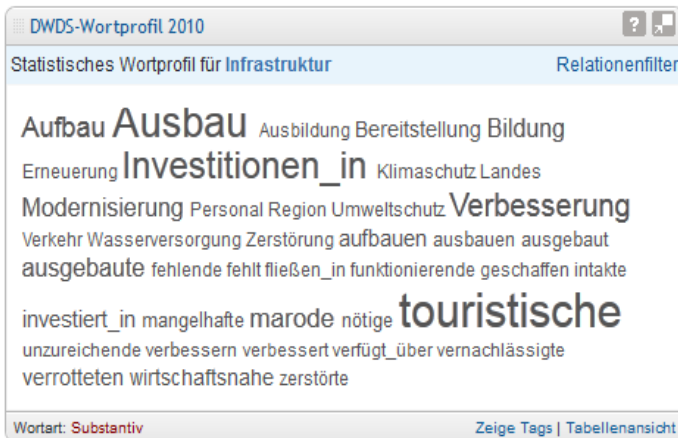 DWDS-Wortprofil 2010 ?
Statistisches Wortprofil für Infrastruktur Relationenfilter
Aufbau Ausbau Ausbildung Bereitstellung Bildung
Erneuerung Investitionen_in Klimaschutz Landes
Modernisierung Personal Region Umweltschutz Verbesserung
Verkehr Wasserversorgung Zerstörung aufbauen ausbauen ausgebaut
ausgebaute fehlende fehlt fließen_in funktionierende geschaffen intakte
investiert_in mangelhafte marode nötige touristische
unzureichende verbessern verbessert verfügt_über vernachlässigte
verrotteten wirtschaftsnahe zerstörte
Wortart: Substantiv Zeige Tags | Tabellenansicht